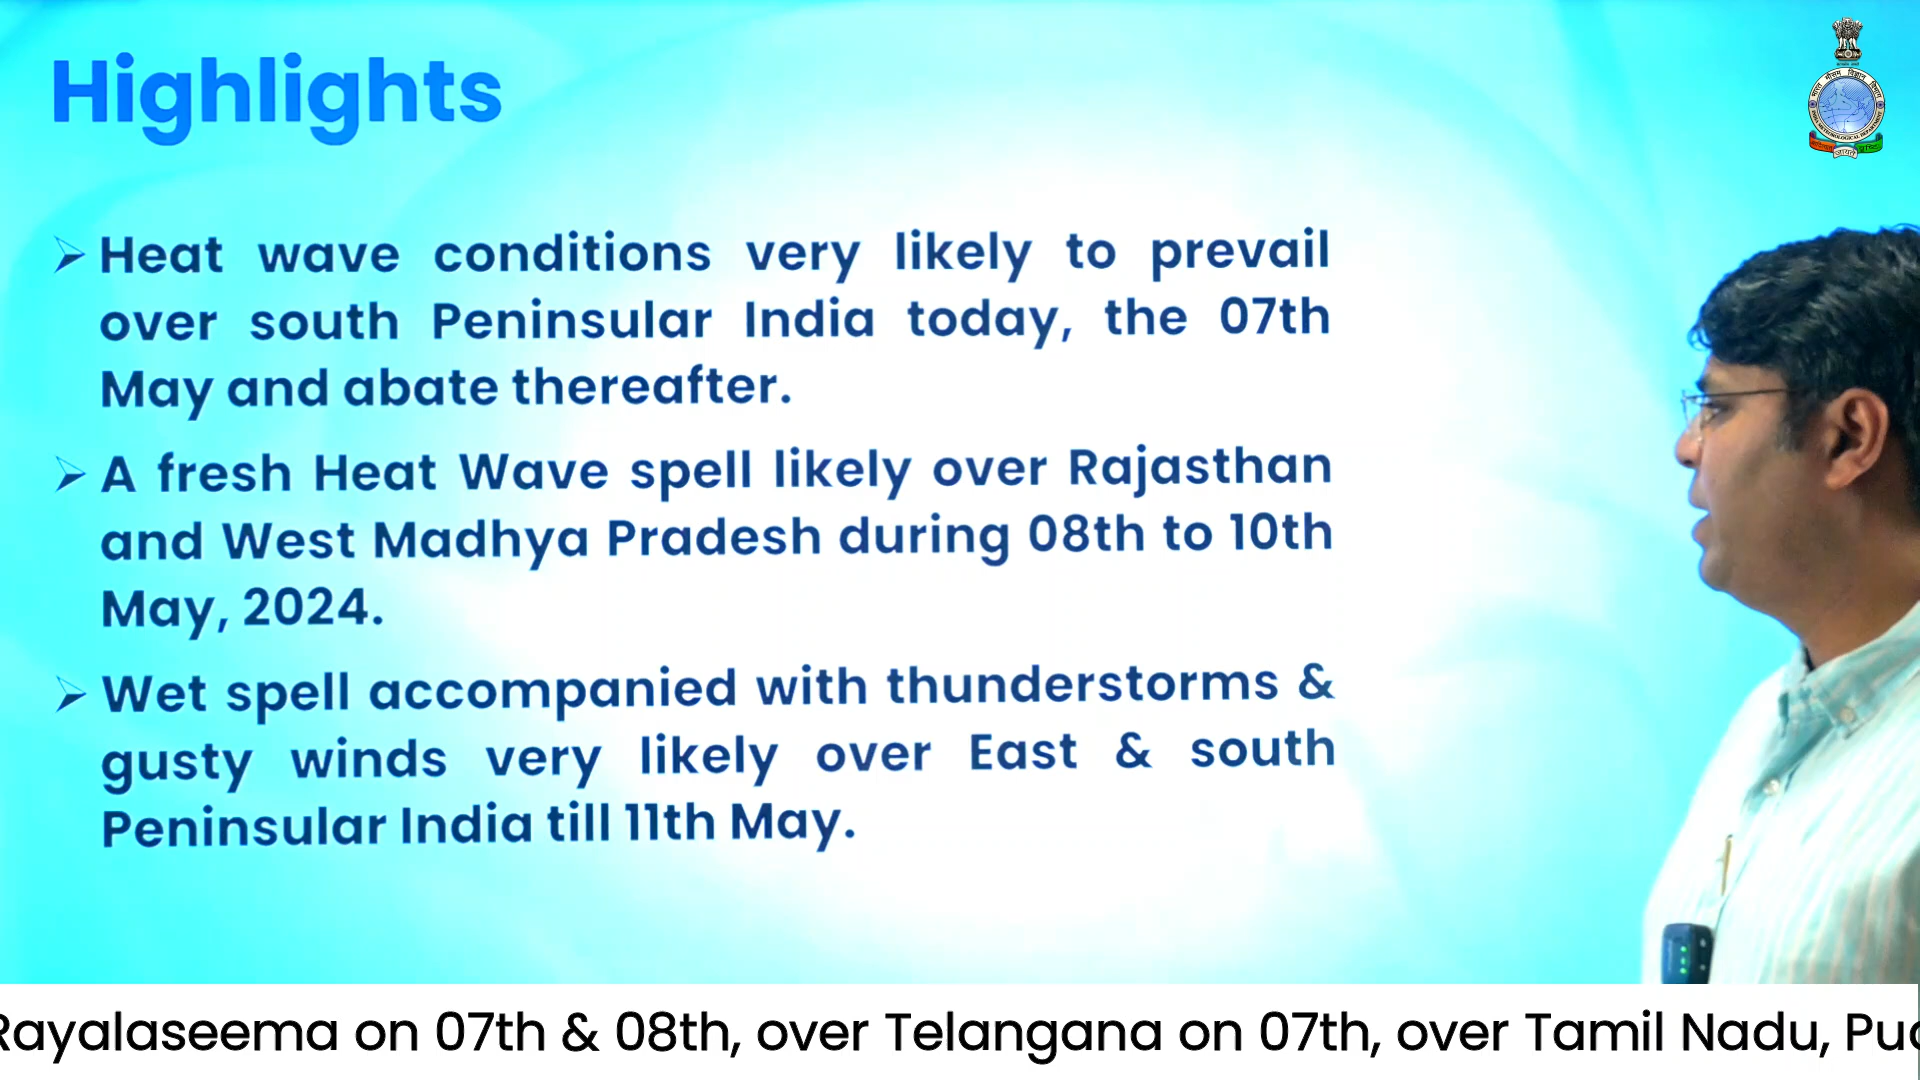 Highlights
Heat wave conditions very likely to prevail
over south Peninsular India today, the 07th
May and abate thereafter.
A fresh Heat Wave spell likely over Rajasthan
and West Madhya Pradesh during 08th to 10th
May, 2024.
Wet spell accompanied with thunderstorms &
gusty winds very likely over East & south
Peninsular India till 11th May.
Rayalaseema on 07th & 08th, over Telangana on 07th, over Tamil Nadu,